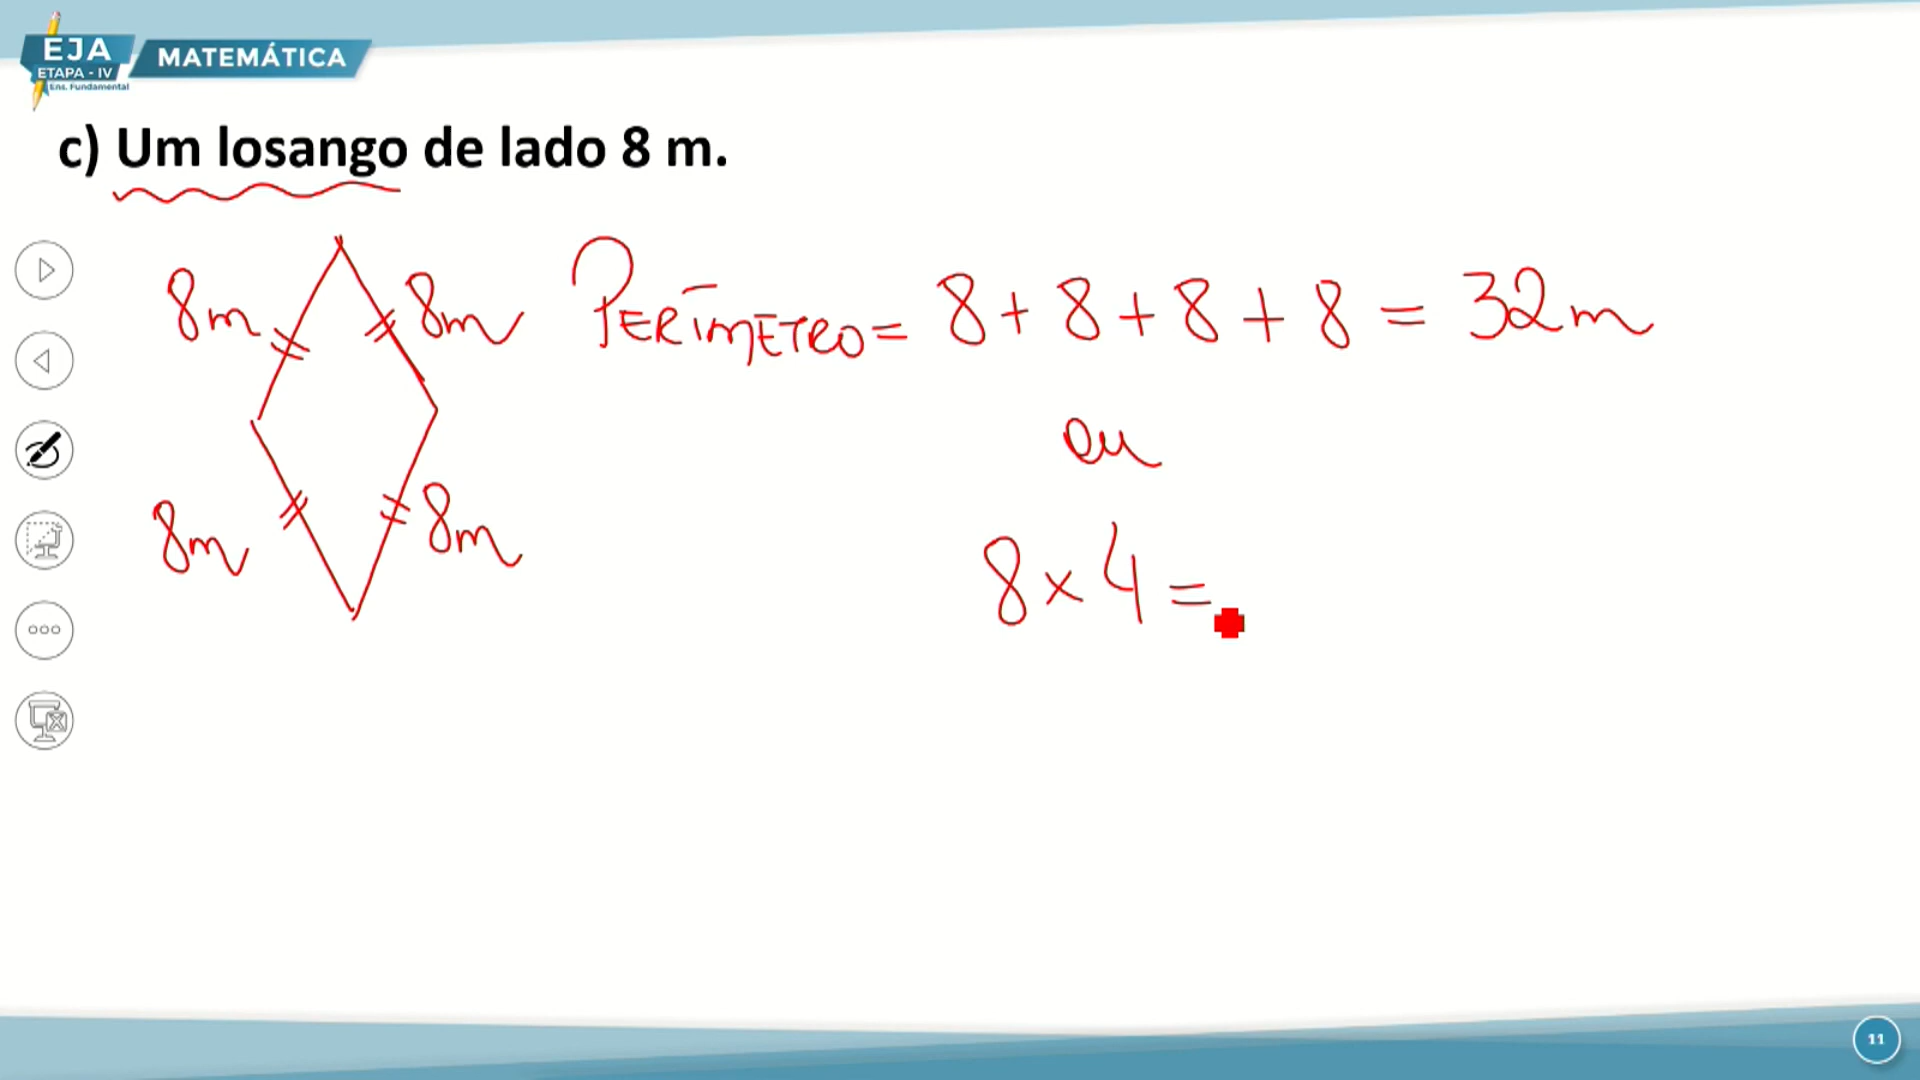 EJA
ETAPA - IV
Ens. Fundamental
MATEMÁTICA
c) Um losango de lado 8 m.
8m 8m PERÍMETRO = 8 + 8 + 8 + 8 = 32 m
ou
8m 8m 8 x 4 =
11